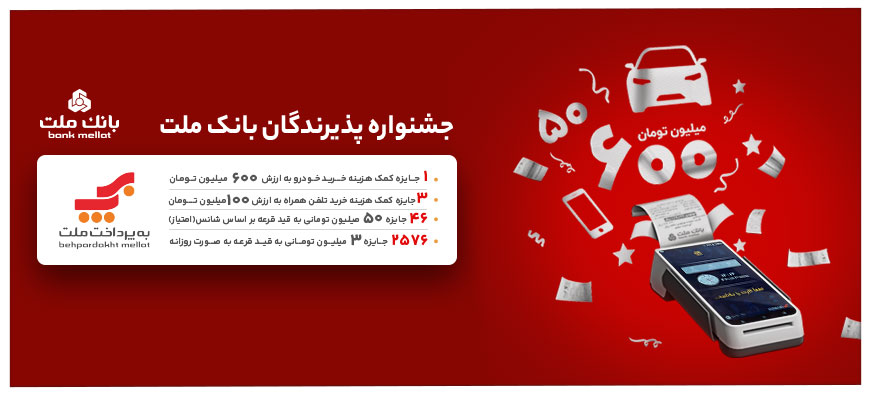 جشنواره پذیرندگان بانک ملت
بانک ملت
bank mellat
۱ جایزه کمک هزینه خرید خودرو به ارزش ۶۰۰ میلیون تومان
۳ جایزه کمک هزینه خرید تلفن همراه به ارزش ۱۰۰ میلیون تومان
۴۶ جایزه ۵۰ میلیون تومانی به قید قرعه بر اساس شانس (امتیاز)
۲۵۷۶ جایزه ۳ میلیون تومانی به قید قرعه به صورت روزانه
به پرداخت ملت
behpardakht mellat
۵۰
میلیون تومان
۶۰۰
بانک ملت